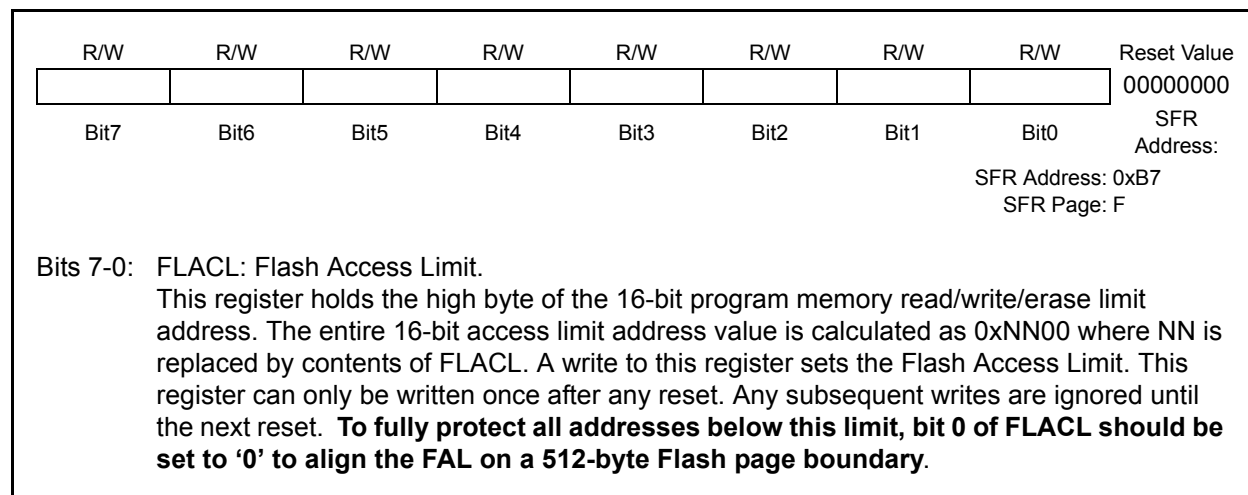 R/W R/W R/W R/W R/W R/W R/W R/W Reset Value
00000000
Bit7 Bit6 Bit5 Bit4 Bit3 Bit2 Bit1 Bit0 SFR
Address:
SFR Address: 0xB7
SFR Page: F
Bits 7-0: FLACL: Flash Access Limit.
This register holds the high byte of the 16-bit program memory read/write/erase limit
address. The entire 16-bit access limit address value is calculated as 0xNN00 where NN is
replaced by contents of FLACL. A write to this register sets the Flash Access Limit. This
register can only be written once after any reset. Any subsequent writes are ignored until
the next reset. To fully protect all addresses below this limit, bit 0 of FLACL should be
set to ‘0’ to align the FAL on a 512-byte Flash page boundary.